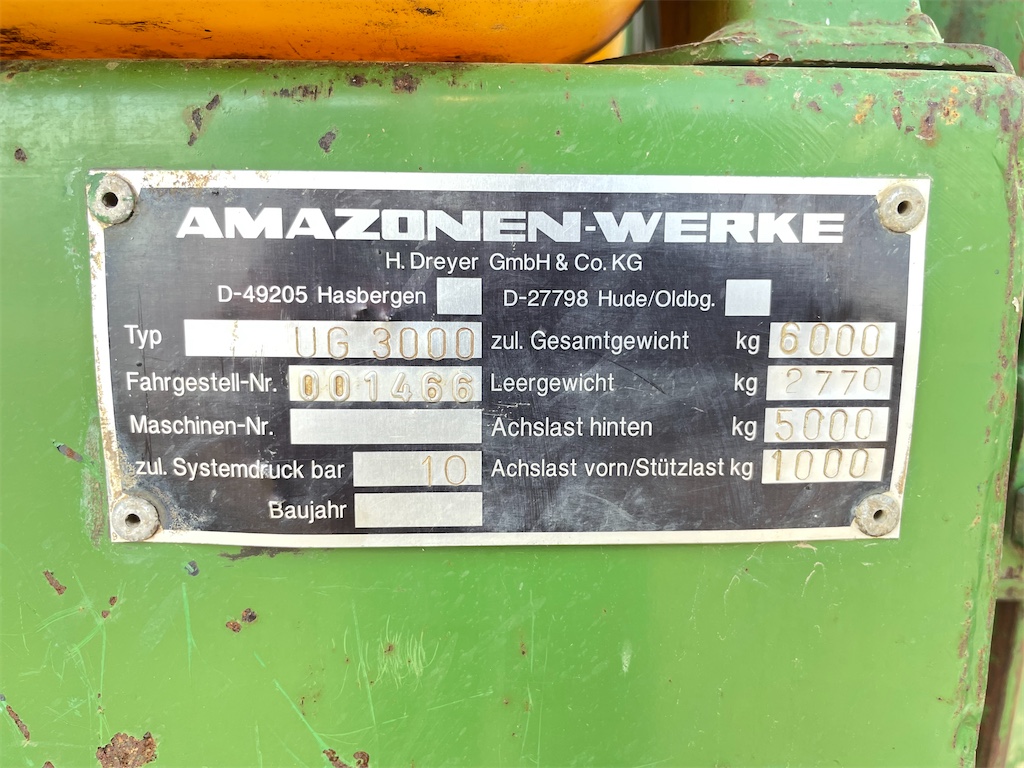 AMAZONEN-WERKE
H. Dreyer GmbH & Co. KG
D-49205 Hasbergen D-27798 Hude/Oldbg.
Typ UG 3000 zul. Gesamtgewicht kg 6000
Fahrgestell-Nr. 001466 Leergewicht kg 2770
Maschinen-Nr. Achslast hinten kg 5000
zul. Systemdruck bar 10 Achslast vorn/Stützlast kg 1000
Baujahr